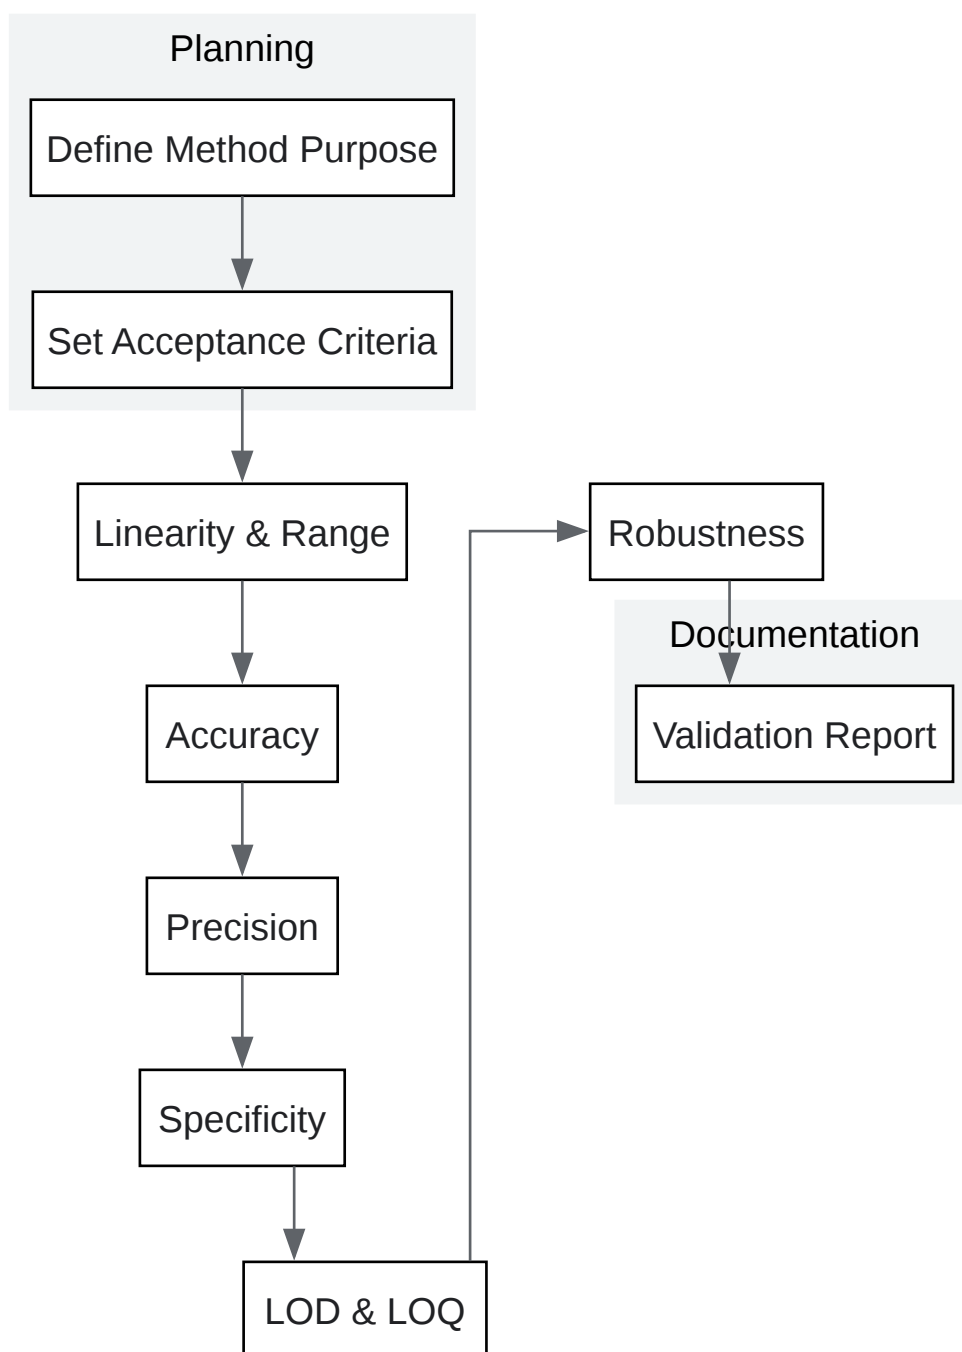 Planning
Define Method Purpose
Set Acceptance Criteria
Linearity & Range
Robustness
Documentation
Accuracy
Validation Report
Precision
Specificity
LOD & LOQ